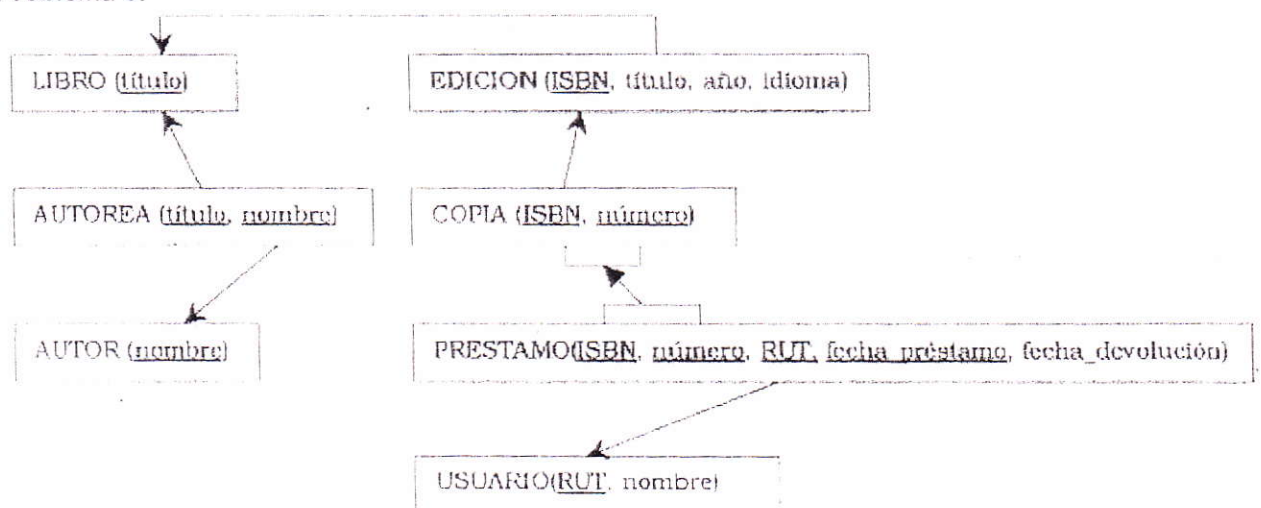 LIBRO (título)
EDICION (ISBN, título, año, idioma)
AUTOREA (título, nombre)
COPIA (ISBN, número)
AUTOR (nombre)
PRESTAMO(ISBN, número, RUT, fecha_préstamo, fecha_devolución)
USUARIO(RUT, nombre)